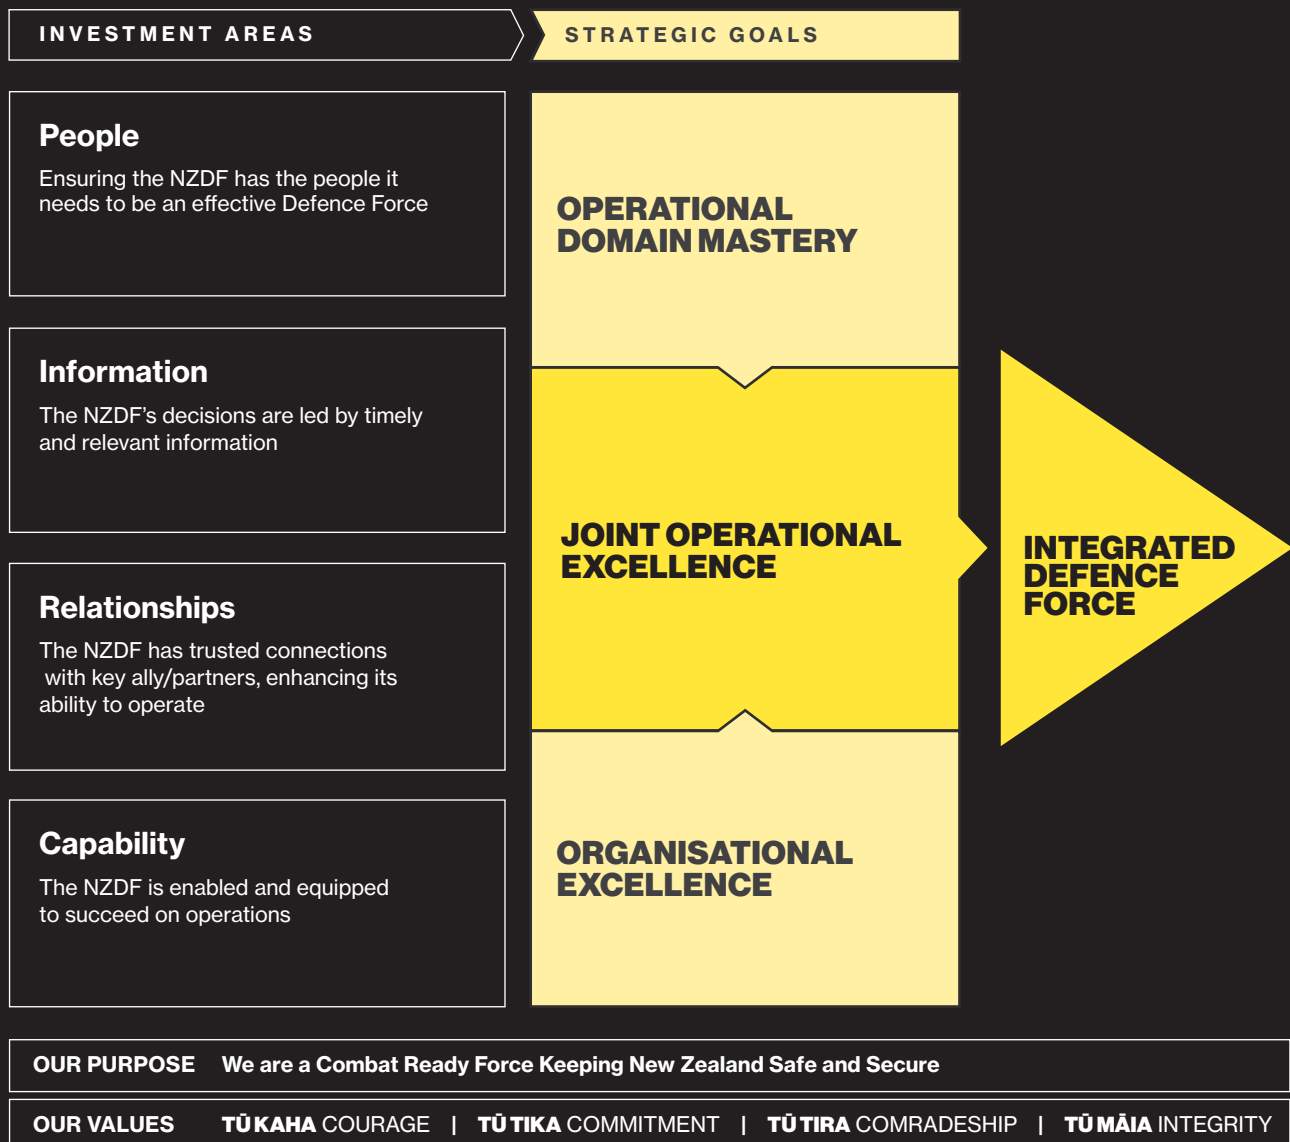 INVESTMENT AREAS
STRATEGIC GOALS
People
Ensuring the NZDF has the people it
needs to be an effective Defence Force
Information
The NZDF’s decisions are led by timely
and relevant information
Relationships
The NZDF has trusted connections
with key ally/partners, enhancing its
ability to operate
Capability
The NZDF is enabled and equipped
to succeed on operations
OPERATIONAL
DOMAIN MASTERY
JOINT OPERATIONAL
EXCELLENCE
ORGANISATIONAL
EXCELLENCE
INTEGRATED
DEFENCE
FORCE
OUR PURPOSE We are a Combat Ready Force Keeping New Zealand Safe and Secure
OUR VALUES TŪ KAHA COURAGE | TŪ TIKA COMMITMENT | TŪ TIRA COMRADESHIP | TŪ MĀIA INTEGRITY